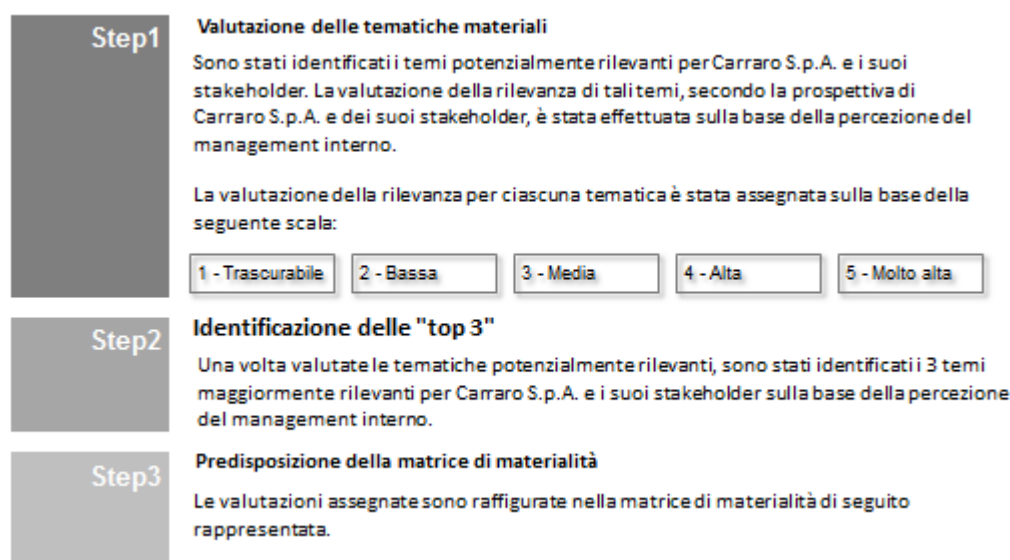 Step1
Valutazione delle tematiche materiali
Sono stati identificati i temi potenzialmente rilevanti per Carraro S.p.A. e i suoi
stakeholder. La valutazione della rilevanza di tali temi, secondo la prospettiva di
Carraro S.p.A. e dei suoi stakeholder, è stata effettuata sulla base della percezione del
management interno.
La valutazione della rilevanza per ciascuna tematica è stata assegnata sulla base della
seguente scala:
1 - Trascurabile
2 - Bassa
3 - Media
4 - Alta
5 - Molto alta
Step2
Identificazione delle "top 3"
Una volta valutate le tematiche potenzialmente rilevanti, sono stati identificati i 3 temi
maggiormente rilevanti per Carraro S.p.A. e i suoi stakeholder sulla base della percezione
del management interno.
Step3
Predisposizione della matrice di materialità
Le valutazioni assegnate sono raffigurate nella matrice di materialità di seguito
rappresentata.